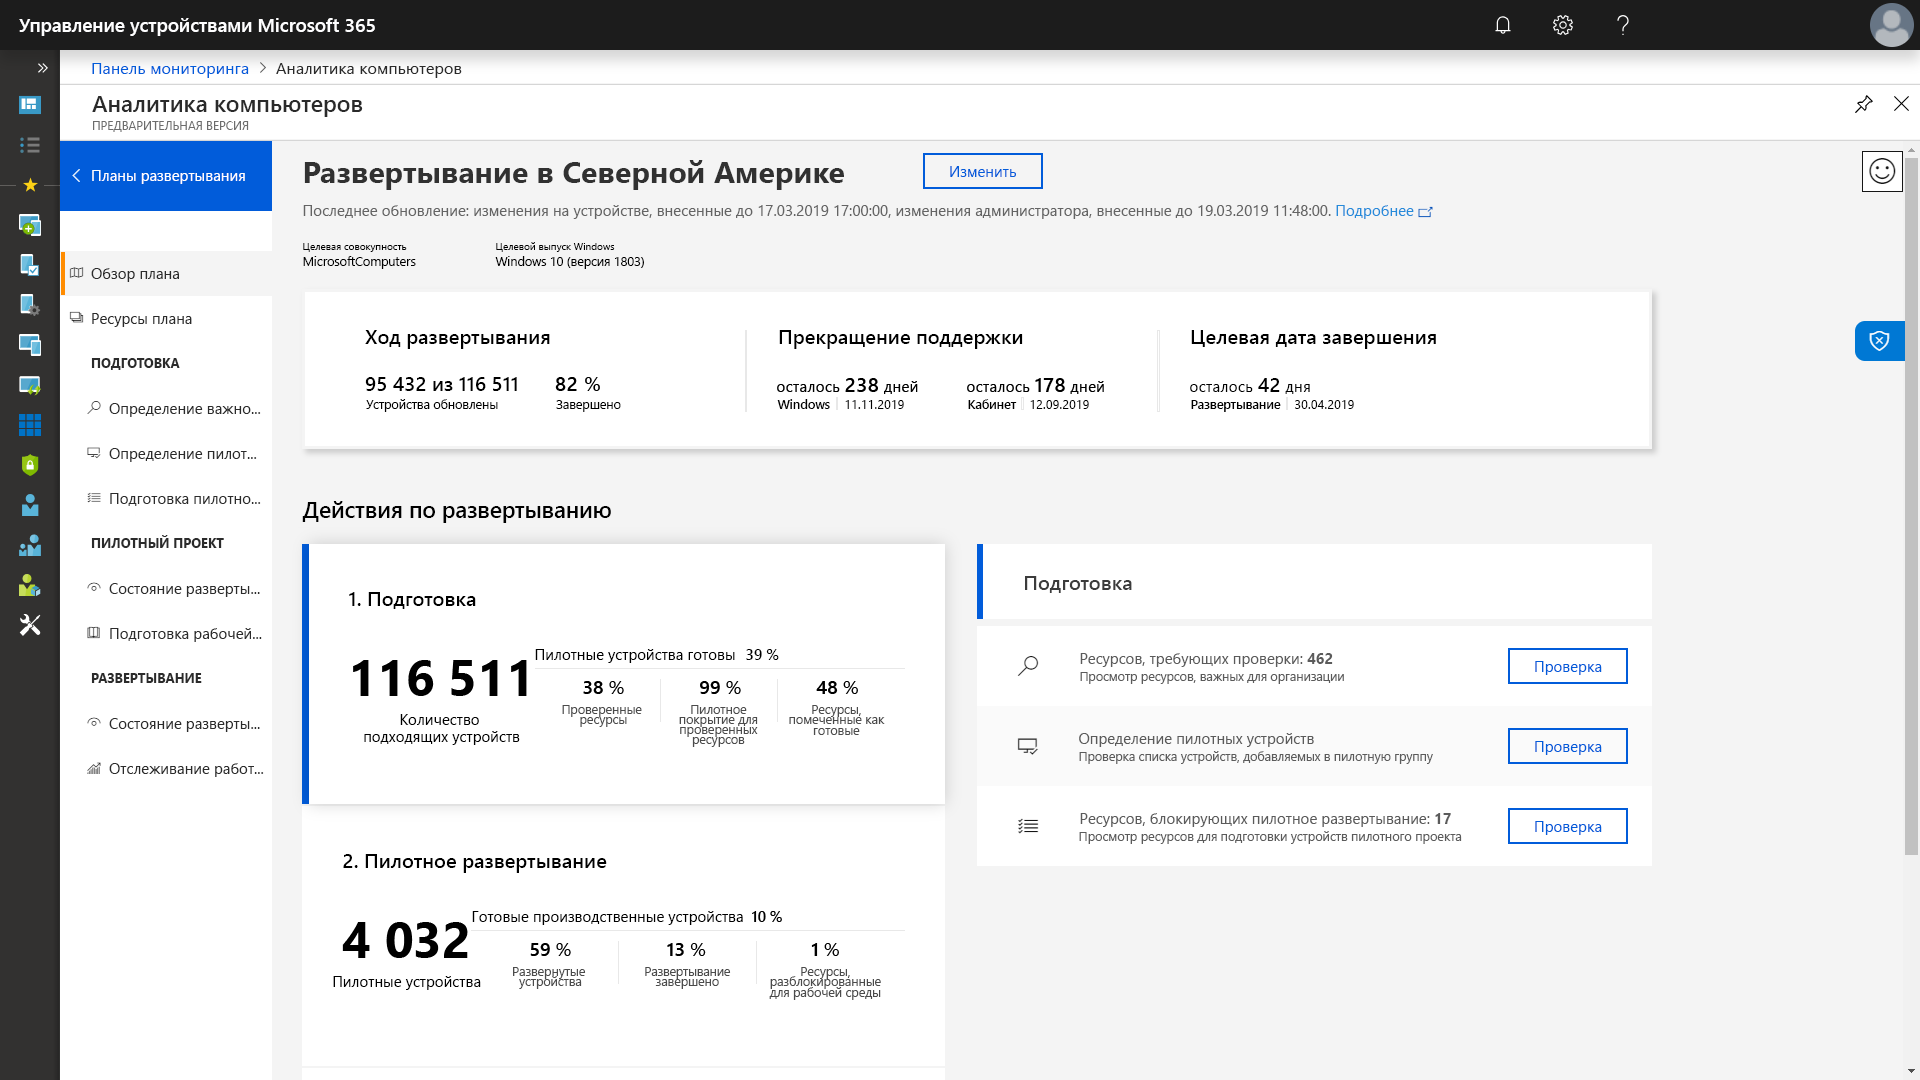 Управление устройствами Microsoft 365
Панель мониторинга > Аналитика компьютеров
Аналитика компьютеров
ПРЕДВАРИТЕЛЬНАЯ ВЕРСИЯ
Планы развертывания
Обзор плана
Ресурсы плана
ПОДГОТОВКА
Определение важно...
Определение пилот...
Подготовка пилотно...
ПИЛОТНЫЙ ПРОЕКТ
Состояние разверты...
Подготовка рабочей...
РАЗВЕРТЫВАНИЕ
Состояние разверты...
Отслеживание работ...
Развертывание в Северной Америке
Изменить
Последнее обновление: изменения на устройстве, внесенные до 17.03.2019 17:00:00, изменения администратора, внесенные до 19.03.2019 11:48:00. Подробнее
Целевая совокупность
MicrosoftComputers
Целевой выпуск Windows
Windows 10 (версия 1803)
Ход развертывания
95 432 из 116 511
Устройства обновлены
82 %
Завершено
Прекращение поддержки
осталось 238 дней
Windows 11.11.2019
осталось 178 дней
Кабинет 12.09.2019
Целевая дата завершения
осталось 42 дня
Развертывание 30.04.2019
Действия по развертыванию
1. Подготовка
116 511
Количество
подходящих устройств
Пилотные устройства готовы 39 %
38 %
Проверенные
ресурсы
99 %
Пилотное
покрытие для
проверенных
ресурсов
48 %
Ресурсы,
помеченные как
готовые
2. Пилотное развертывание
4 032
Пилотные устройства
Готовые производственные устройства 10 %
59 %
Развернутые
устройства
13 %
Развертывание
завершено
1 %
Ресурсы,
разблокированные
для рабочей среды
Подготовка
Ресурсов, требующих проверки: 462
Просмотр ресурсов, важных для организации
Проверка
Определение пилотных устройств
Проверка списка устройств, добавляемых в пилотную группу
Проверка
Ресурсов, блокирующих пилотное развертывание: 17
Просмотр ресурсов для подготовки устройств пилотного проекта
Проверка